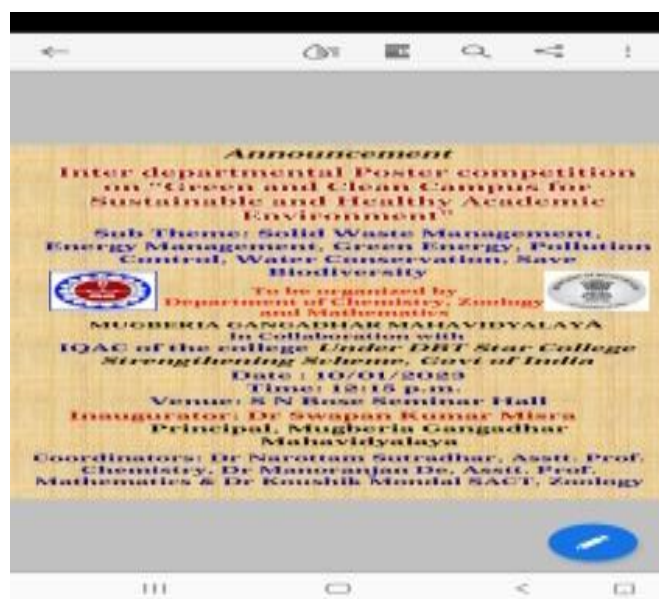 Announcement
Inter departmental Poster competition
on "Green and Clean Campus for
Sustainable and Healthy Academic
Environment"
Sub Theme: Solid Waste Management,
Energy Management, Green Energy, Pollution
Control, Water Conservation, Save
Biodiversity
To be organized by
Department of Chemistry, Zoology
and Mathematics
MUGBERIA GANGADHAR MAHAVIDYALAYA
In Collaboration with
IQAC of the college Under DBT Star College
Strengthening Scheme, Govt of India
Date : 10/01/2023
Time: 12:15 p.m.
Venue: S N Bose Seminar Hall
Inaugurator: Dr Swapan Kumar Misra
Principal, Mugberia Gangadhar
Mahavidyalaya
Coordinators: Dr Narottam Sutradhar, Asstt. Prof.
Chemistry, Dr Manoranjan De, Asstt. Prof.
Mathematics & Dr Koushik Mondal SACT, Zoology